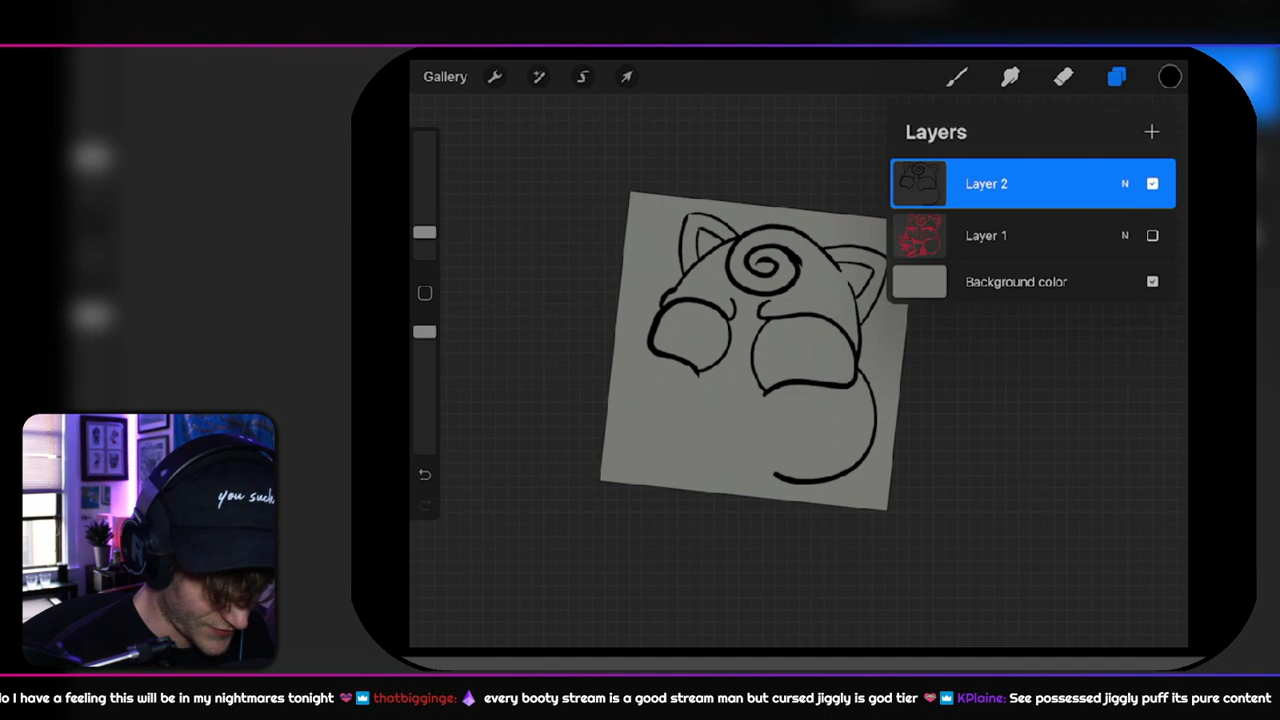 Gallery
Layers
Layer 2 N
Layer 1 N
Background color
you suck
lo I have a feeling this will be in my nightmares tonight thatbigginge: every booty stream is a good stream man but cursed jiggly is god tier KPlaine: See possessed jiggly puff its pure content